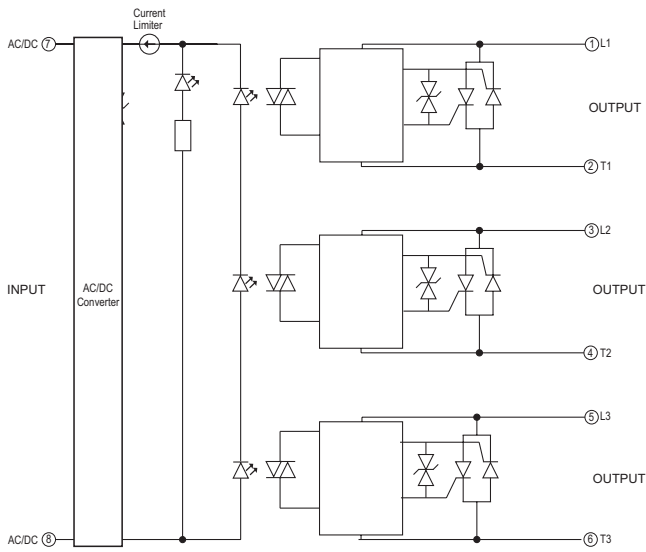 Current
Limiter
AC/DC 7
1 L1
OUTPUT
2 T1
3 L2
INPUT
AC/DC
Converter
OUTPUT
4 T2
5 L3
OUTPUT
AC/DC 8
6 T3